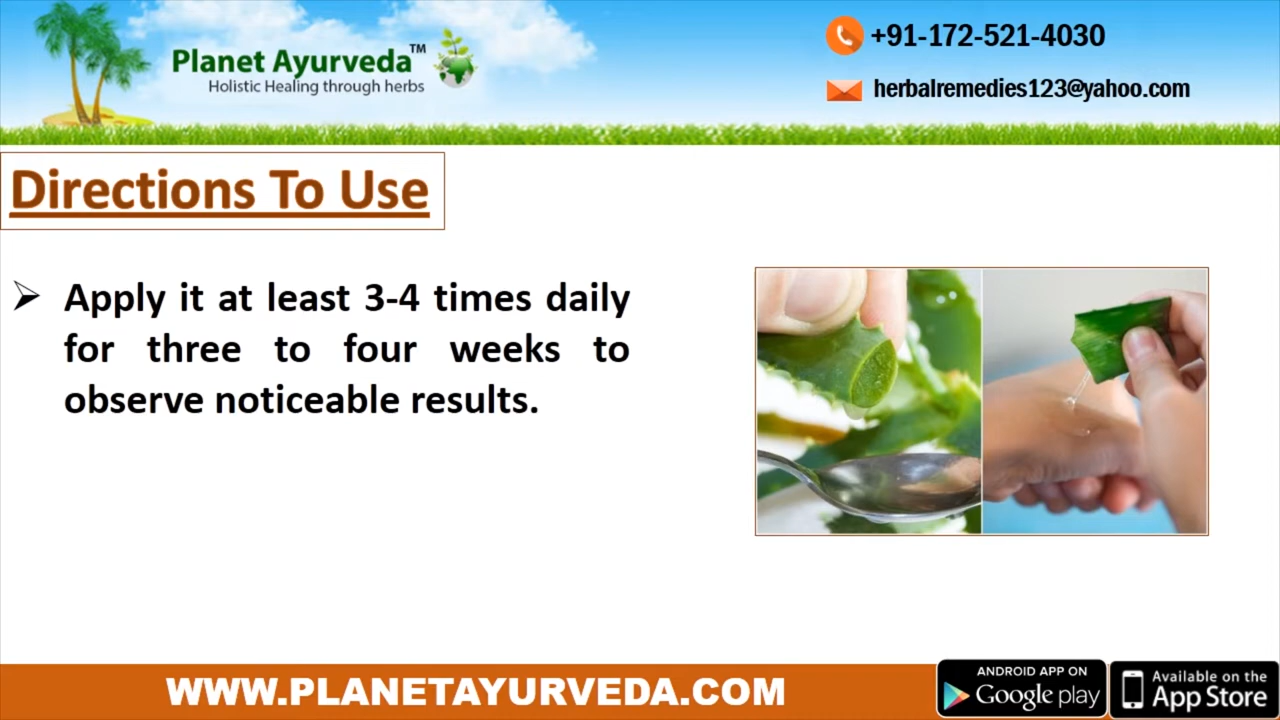 Planet Ayurveda™
Holistic Healing through herbs
+91-172-521-4030
herbalremedies123@yahoo.com
Directions To Use
➢ Apply it at least 3-4 times daily
for three to four weeks to
observe noticeable results.
WWW.PLANETAYURVEDA.COM
ANDROID APP ON
Google play
Available on the
App Store